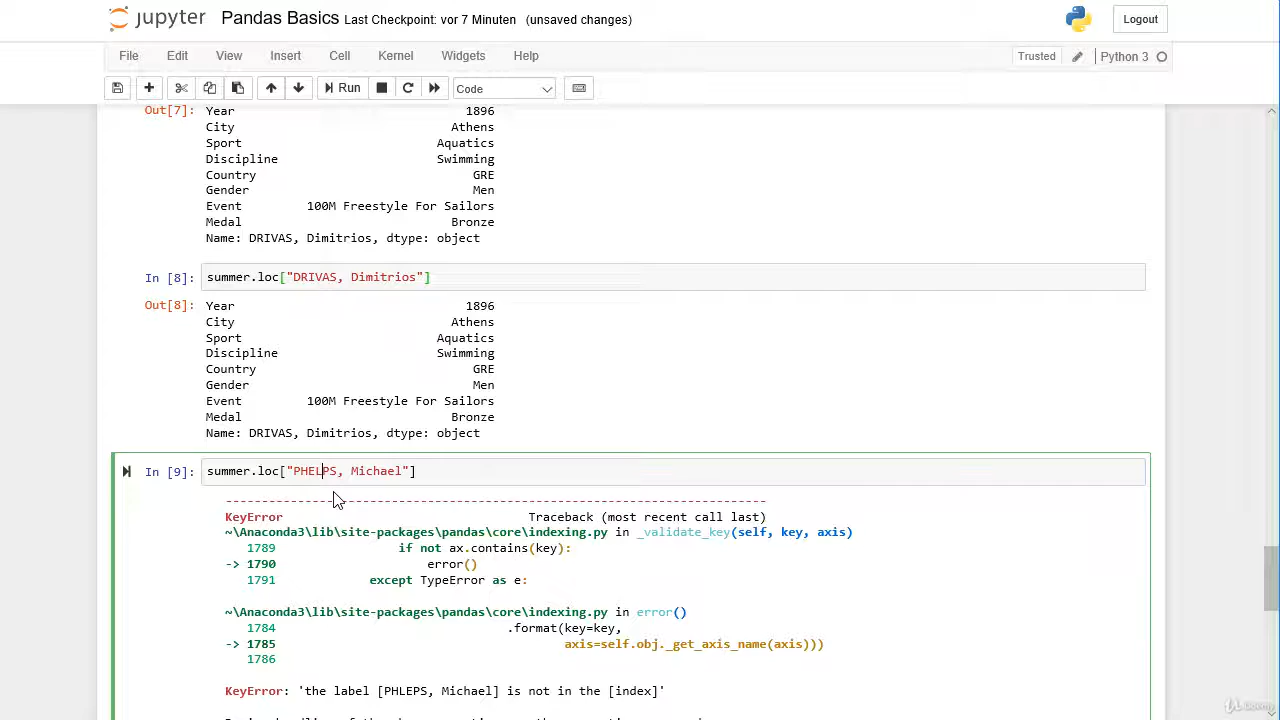 jupyter Pandas Basics Last Checkpoint: vor 7 Minuten (unsaved changes) Logout
File Edit View Insert Cell Kernel Widgets Help Trusted Python 3
Run Code
Out[7]: Year 1896
City Athens
Sport Aquatics
Discipline Swimming
Country GRE
Gender Men
Event 100M Freestyle For Sailors
Medal Bronze
Name: DRIVAS, Dimitrios, dtype: object
In [8]: summer.loc["DRIVAS, Dimitrios"]
Out[8]: Year 1896
City Athens
Sport Aquatics
Discipline Swimming
Country GRE
Gender Men
Event 100M Freestyle For Sailors
Medal Bronze
Name: DRIVAS, Dimitrios, dtype: object
In [9]: summer.loc["PHELPS, Michael"]
---------------------------------------------------------------------------
KeyError Traceback (most recent call last)
~\Anaconda3\lib\site-packages\pandas\core\indexing.py in _validate_key(self, key, axis)
1789 if not ax.contains(key):
-> 1790 error()
1791 except TypeError as e:
~\Anaconda3\lib\site-packages\pandas\core\indexing.py in error()
1784 .format(key=key,
-> 1785 axis=self.obj._get_axis_name(axis)))
1786
KeyError: 'the label [PHLEPS, Michael] is not in the [index]'
Udemy